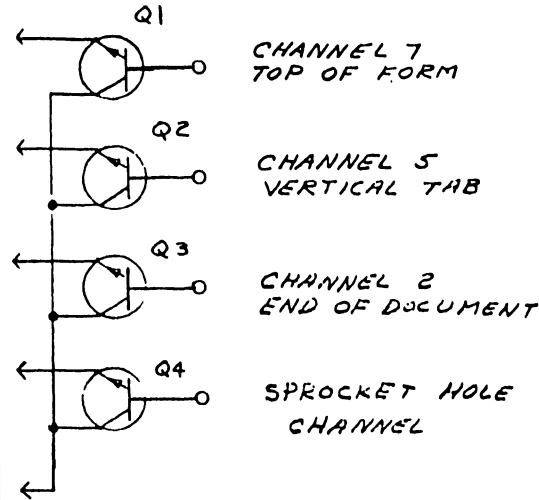 Q1
CHANNEL 7
TOP OF FORM
Q2
CHANNEL 5
VERTICAL TAB
Q3
CHANNEL 2
END OF DOCUMENT
Q4
SPROCKET HOLE
CHANNEL